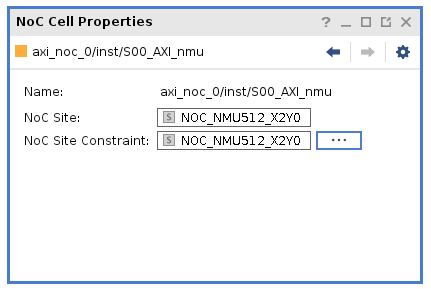 NoC Cell Properties
axi_noc_0/inst/S00_AXI_nmu
Name: axi_noc_0/inst/S00_AXI_nmu
NoC Site: S NOC_NMU512_X2Y0
NoC Site Constraint: S NOC_NMU512_X2Y0 ...